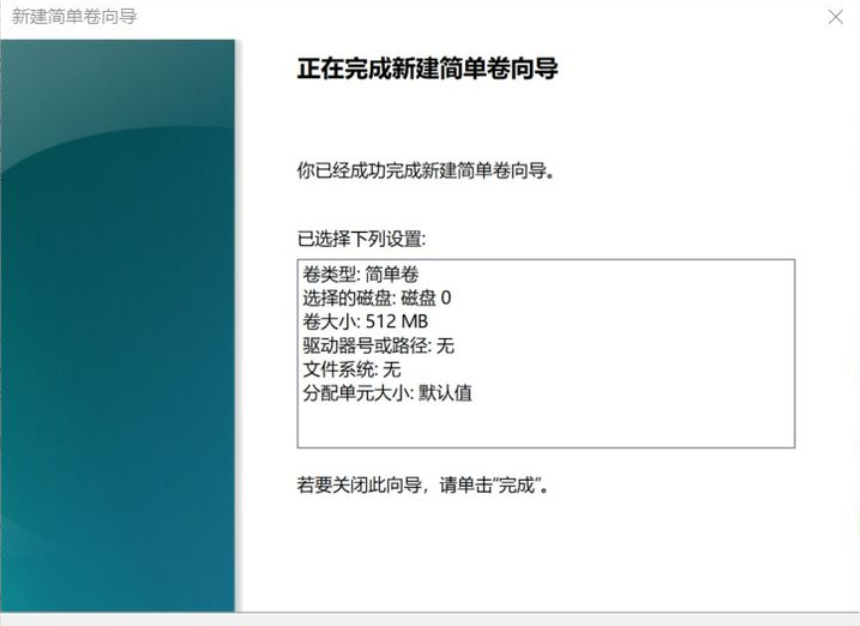 新建简单卷向导
正在完成新建简单卷向导
你已经成功完成新建简单卷向导。
已选择下列设置:
卷类型: 简单卷
选择的磁盘: 磁盘 0
卷大小: 512 MB
驱动器号或路径: 无
文件系统: 无
分配单元大小: 默认值
若要关闭此向导，请单击“完成”。